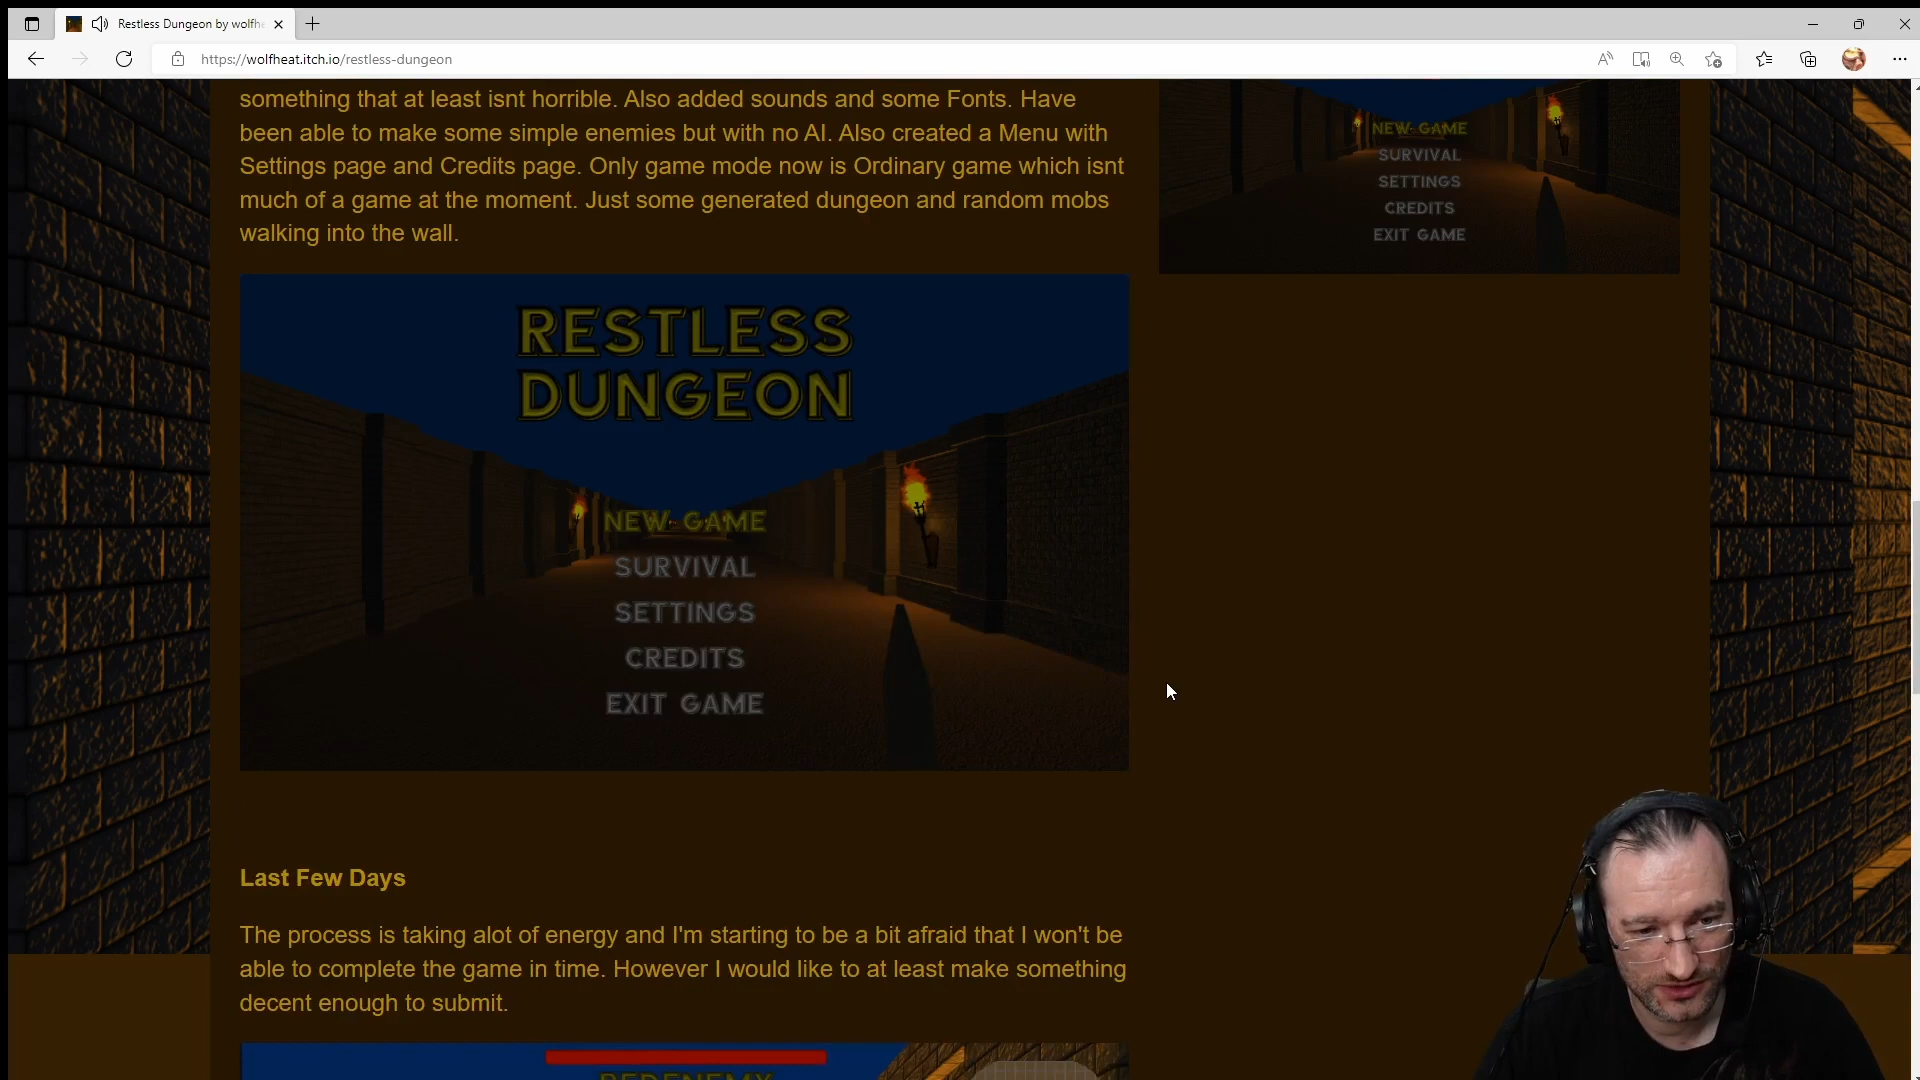 Restless Dungeon by wolfhe
https://wolfheat.itch.io/restless-dungeon
something that at least isnt horrible. Also added sounds and some Fonts. Have
been able to make some simple enemies but with no AI. Also created a Menu with
Settings page and Credits page. Only game mode now is Ordinary game which isnt
much of a game at the moment. Just some generated dungeon and random mobs
walking into the wall.
NEW GAME
SURVIVAL
SETTINGS
CREDITS
EXIT GAME
RESTLESS
DUNGEON
NEW GAME
SURVIVAL
SETTINGS
CREDITS
EXIT GAME
Last Few Days
The process is taking alot of energy and I'm starting to be a bit afraid that I won't be
able to complete the game in time. However I would like to at least make something
decent enough to submit.